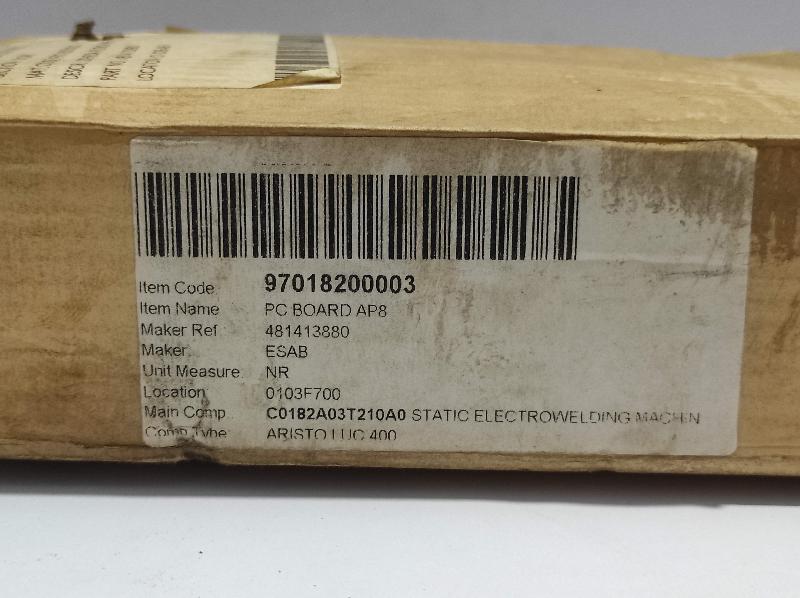 Item Code 97018200003
Item Name PC BOARD AP8
Maker Ref 481413880
Maker ESAB
Unit Measure NR
Location 0103F700
Main Comp C0182A03T210A0 STATIC ELECTROWELDING MACHIN
Comp Type ARISTO LUC 400